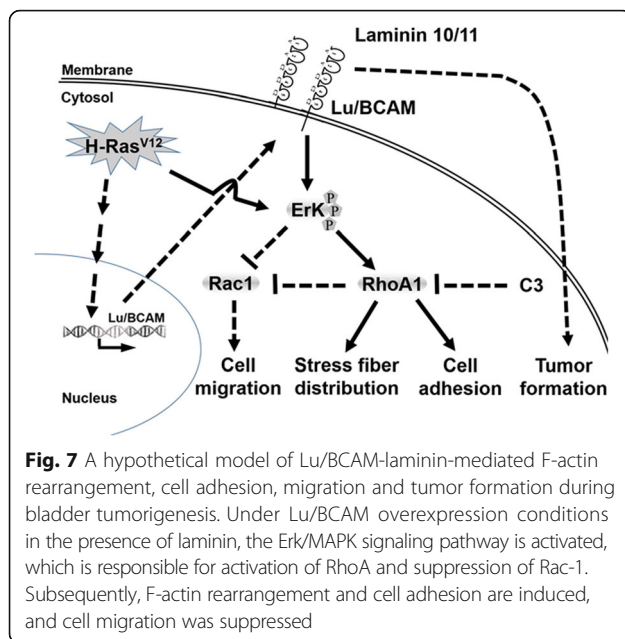 Laminin 10/11
Membrane
Cytosol
Lu/BCAM
H-Ras^V12
P
P
P
ErK
Rac1
RhoA1
C3
Lu/BCAM
Nucleus
Cell
migration
Stress fiber
distribution
Cell
adhesion
Tumor
formation
Fig. 7 A hypothetical model of Lu/BCAM-laminin-mediated F-actin
rearrangement, cell adhesion, migration and tumor formation during
bladder tumorigenesis. Under Lu/BCAM overexpression conditions
in the presence of laminin, the Erk/MAPK signaling pathway is activated,
which is responsible for activation of RhoA and suppression of Rac-1.
Subsequently, F-actin rearrangement and cell adhesion are induced,
and cell migration was suppressed